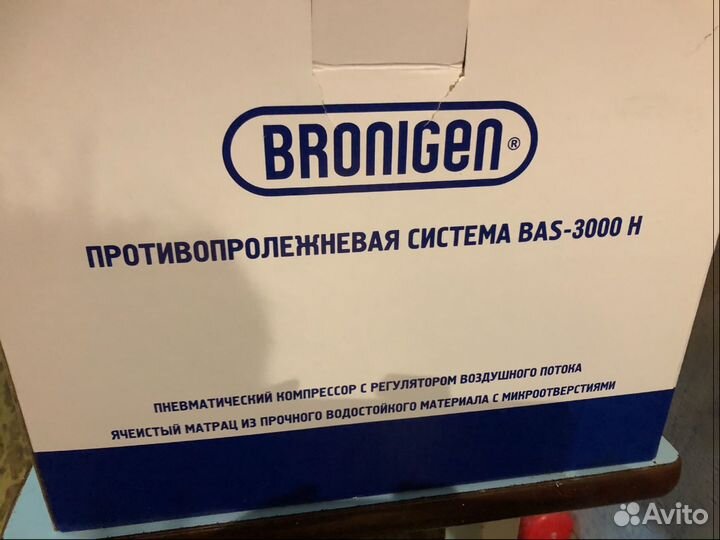 BRONIGEN®
ПРОТИВОПРОЛЕЖНЕВАЯ СИСТЕМА BAS-3000 H
ПНЕВМАТИЧЕСКИЙ КОМПРЕССОР С РЕГУЛЯТОРОМ ВОЗДУШНОГО ПОТОКА
ЯЧЕИСТЫЙ МАТРАЦ ИЗ ПРОЧНОГО ВОДОСТОЙКОГО МАТЕРИАЛА С МИКРООТВЕРСТИЯМИ
Avito